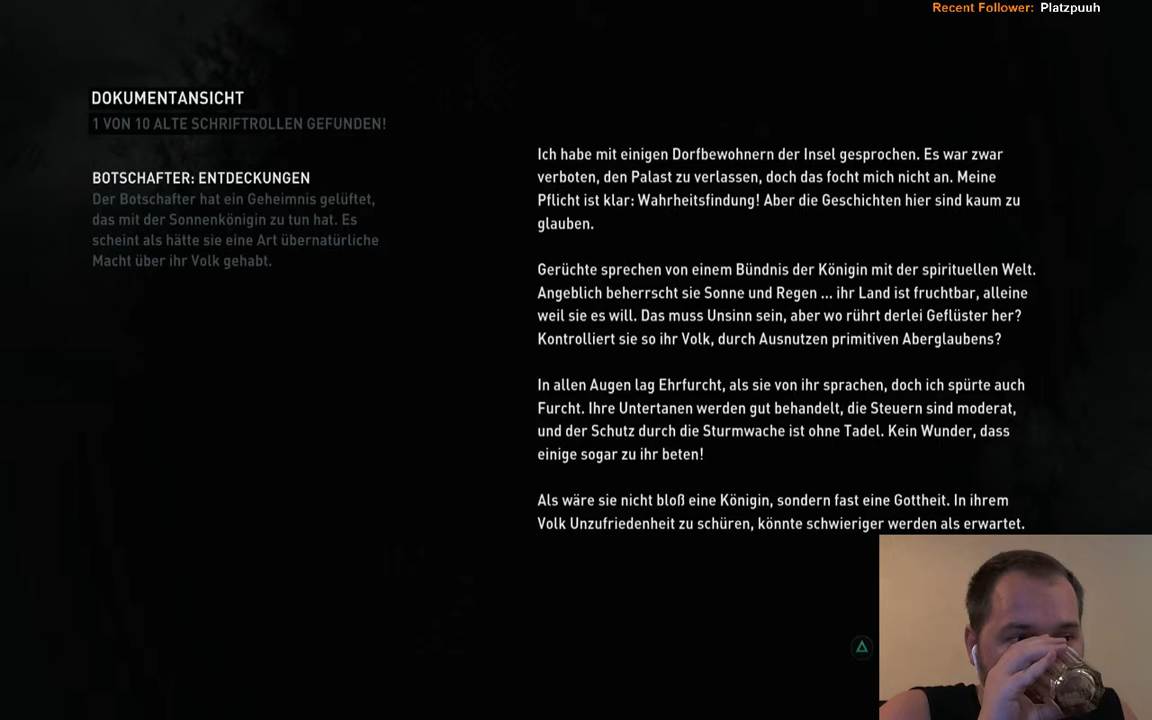 Recent Follower: Platzpuuh
DOKUMENTANSICHT
1 VON 10 ALTE SCHRIFTROLLEN GEFUNDEN!
BOTSCHAFTER: ENTDECKUNGEN
Der Botschafter hat ein Geheimnis gelüftet,
das mit der Sonnenkönigin zu tun hat. Es
scheint als hätte sie eine Art übernatürliche
Macht über ihr Volk gehabt.
Ich habe mit einigen Dorfbewohnern der Insel gesprochen. Es war zwar
verboten, den Palast zu verlassen, doch das focht mich nicht an. Meine
Pflicht ist klar: Wahrheitsfindung! Aber die Geschichten hier sind kaum zu
glauben.
Gerüchte sprechen von einem Bündnis der Königin mit der spirituellen Welt.
Angeblich beherrscht sie Sonne und Regen ... ihr Land ist fruchtbar, alleine
weil sie es will. Das muss Unsinn sein, aber wo rührt derlei Geflüster her?
Kontrolliert sie so ihr Volk, durch Ausnutzen primitiven Aberglaubens?
In allen Augen lag Ehrfurcht, als sie von ihr sprachen, doch ich spürte auch
Furcht. Ihre Untertanen werden gut behandelt, die Steuern sind moderat,
und der Schutz durch die Sturmwache ist ohne Tadel. Kein Wunder, dass
einige sogar zu ihr beten!
Als wäre sie nicht bloß eine Königin, sondern fast eine Gottheit. In ihrem
Volk Unzufriedenheit zu schüren, könnte schwieriger werden als erwartet.